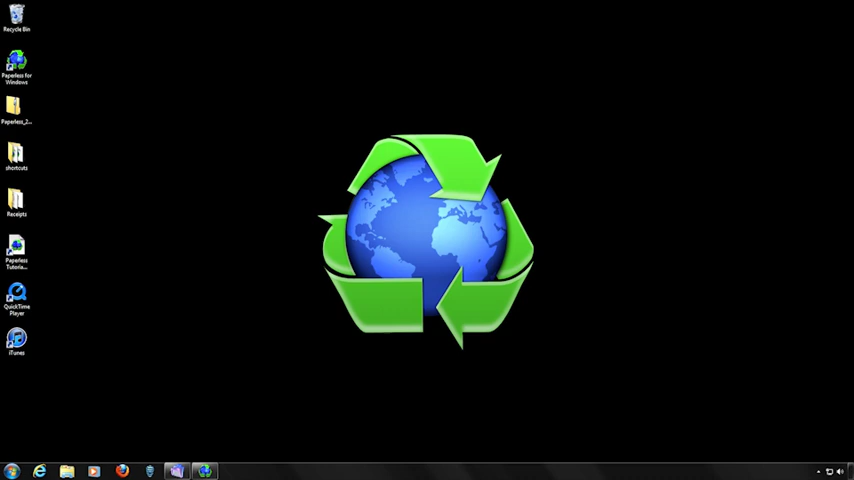 Recycle Bin
Paperless for
Windows
Paperless_2...
shortcuts
Receipts
Paperless
Tutoria...
QuickTime
Player
iTunes